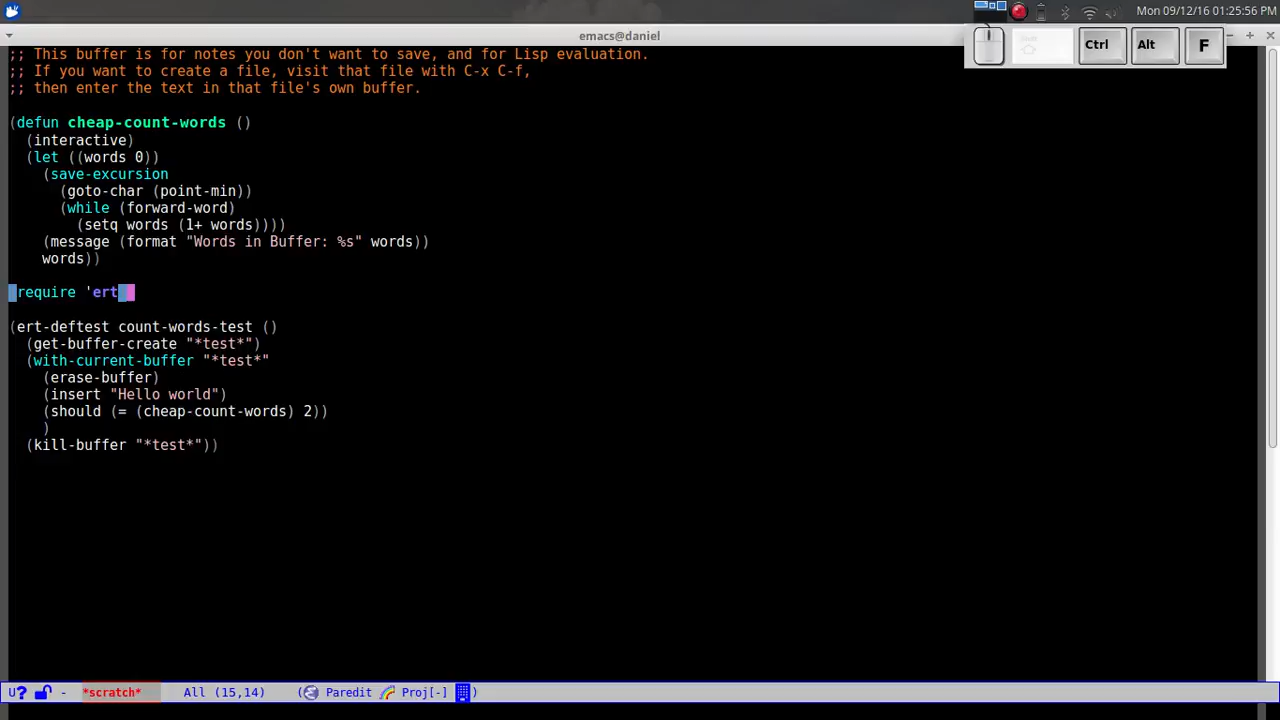 Mon 09/12/16 01:25:56 PM
emacs@daniel
Ctrl Alt F
;; This buffer is for notes you don't want to save, and for Lisp evaluation.
;; If you want to create a file, visit that file with C-x C-f,
;; then enter the text in that file's own buffer.
(defun cheap-count-words ()
(interactive)
(let ((words 0))
(save-excursion
(goto-char (point-min))
(while (forward-word)
(setq words (1+ words))))
(message (format "Words in Buffer: %s" words))
words))
(require 'ert)
(ert-deftest count-words-test ()
(get-buffer-create "*test*")
(with-current-buffer "*test*"
(erase-buffer)
(insert "Hello world")
(should (= (cheap-count-words) 2))
)
(kill-buffer "*test*"))
U? - *scratch* All (15,14) ( Paredit Proj[-] )